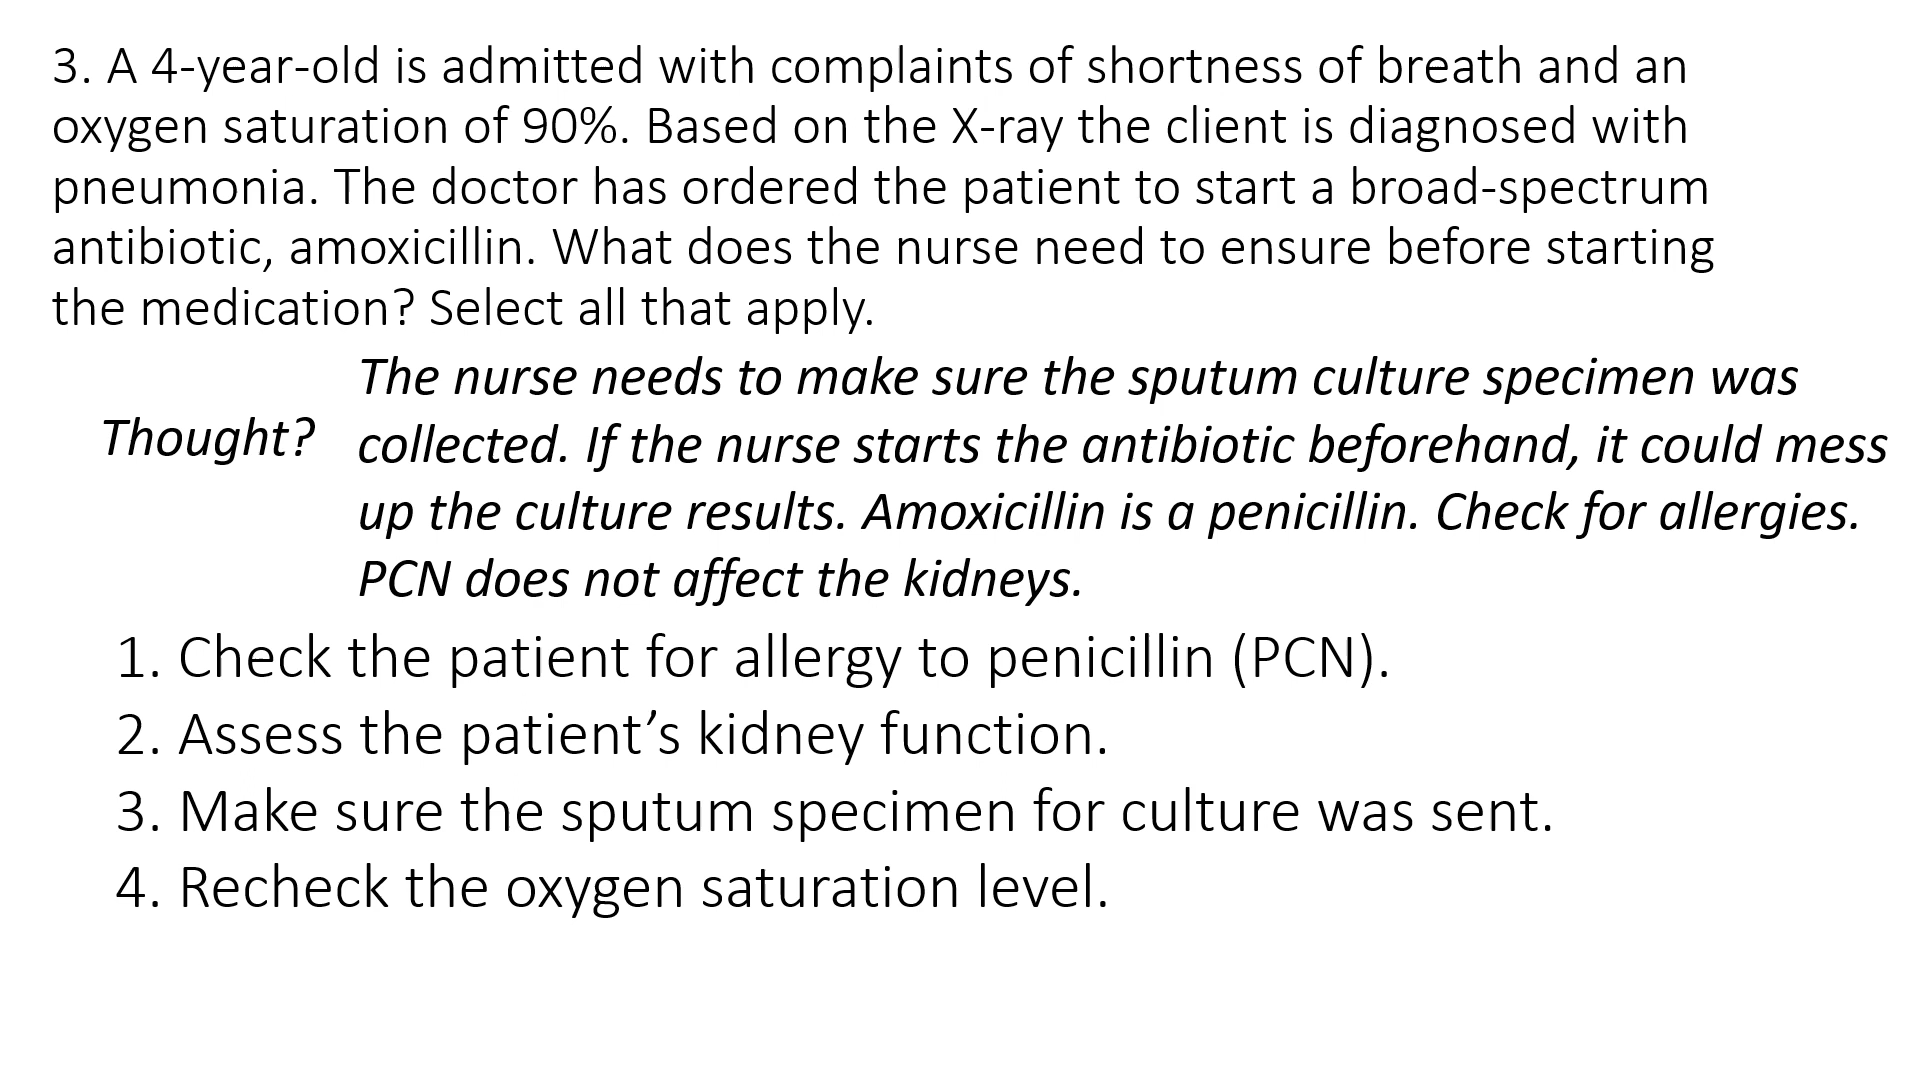 3. A 4-year-old is admitted with complaints of shortness of breath and an
oxygen saturation of 90%. Based on the X-ray the client is diagnosed with
pneumonia. The doctor has ordered the patient to start a broad-spectrum
antibiotic, amoxicillin. What does the nurse need to ensure before starting
the medication? Select all that apply.
Thought?
The nurse needs to make sure the sputum culture specimen was
collected. If the nurse starts the antibiotic beforehand, it could mess
up the culture results. Amoxicillin is a penicillin. Check for allergies.
PCN does not affect the kidneys.
1. Check the patient for allergy to penicillin (PCN).
2. Assess the patient’s kidney function.
3. Make sure the sputum specimen for culture was sent.
4. Recheck the oxygen saturation level.